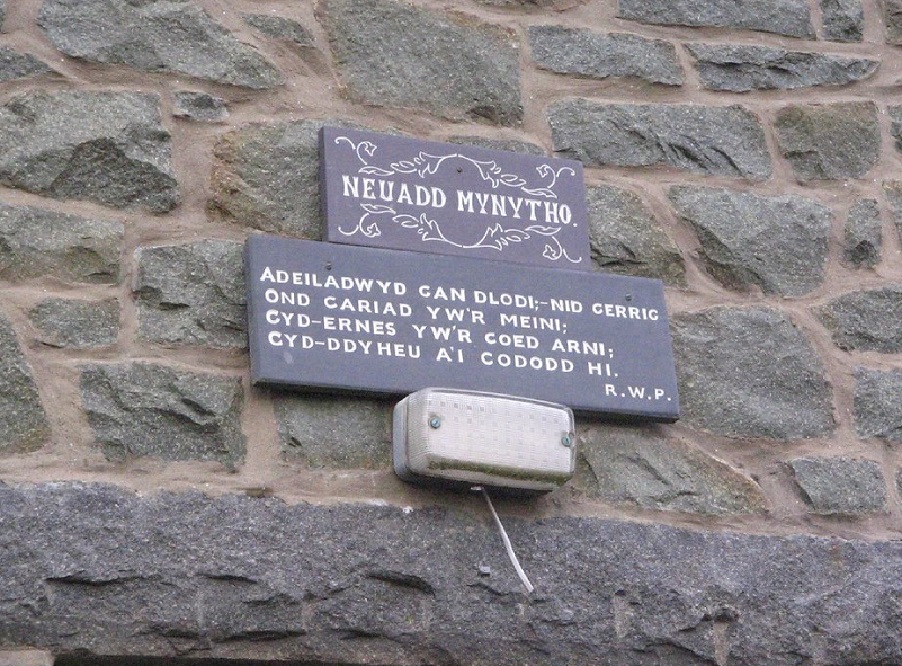 NEUADD MYNYTHO.
ADEILADWYD GAN DLODI;-NID CERRIG
OND CARIAD YW'R MEINI;
CYD-ERNES YW'R COED ARNI;
CYD-DDYHEU A'I CODODD HI.
R.W.P.